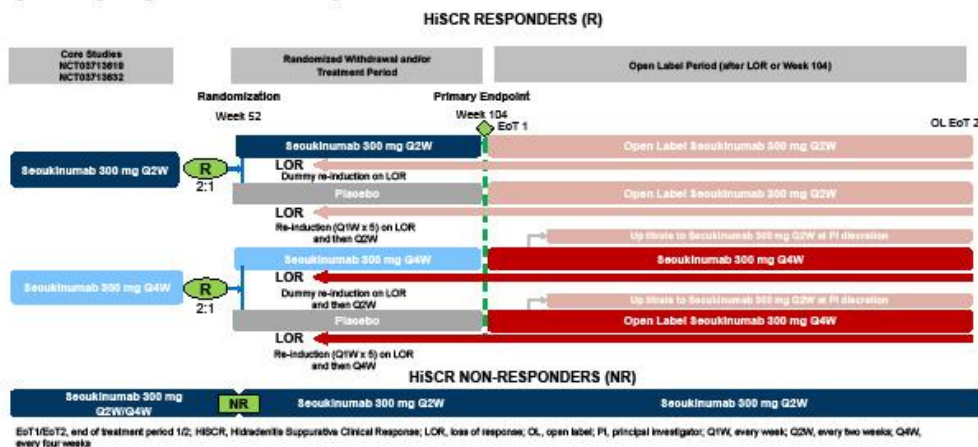 HiSCR RESPONDERS (R)
Core Studies
NCT03713619
NCT03713632
Randomized Withdrawal and/or
Treatment Period
Open Label Period (after LOR or Week 104)
Randomization
Week 52
Primary Endpoint
Week 104
EoT 1
OL EoT 2
Secukinumab 300 mg Q2W
R
2:1
Secukinumab 300 mg Q2W
Open Label Secukinumab 300 mg Q2W
LOR
Dummy re-induction on LOR
Placebo
Open Label Secukinumab 300 mg Q2W
LOR
Re-induction (Q1W x 5) on LOR
and then Q2W
Up titrate to Secukinumab 300 mg Q2W at PI discretion
Secukinumab 300 mg Q4W
R
2:1
Secukinumab 300 mg Q4W
Secukinumab 300 mg Q4W
LOR
Dummy re-induction on LOR
and then Q2W
Up titrate to Secukinumab 300 mg Q2W at PI discretion
Placebo
Open Label Secukinumab 300 mg Q4W
LOR
Re-induction (Q1W x 5) on LOR
and then Q4W
HiSCR NON-RESPONDERS (NR)
Secukinumab 300 mg
Q2W/Q4W
NR
Secukinumab 300 mg Q2W
Secukinumab 300 mg Q2W
EoT1/EoT2, end of treatment period 1/2; HiSCR, Hidradenitis Suppurative Clinical Response; LOR, loss of response; OL, open label; PI, principal investigator; Q1W, every week; Q2W, every two weeks; Q4W,
every four weeks